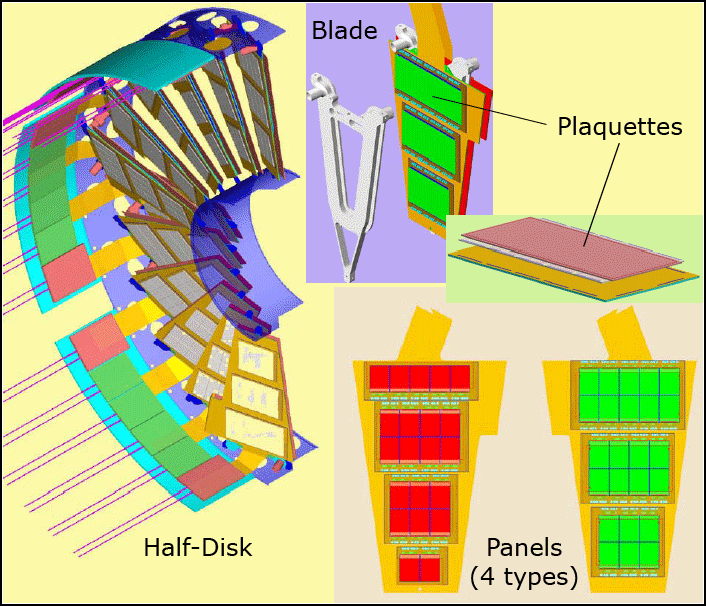 Blade
Plaquettes
Half-Disk
Panels
(4 types)